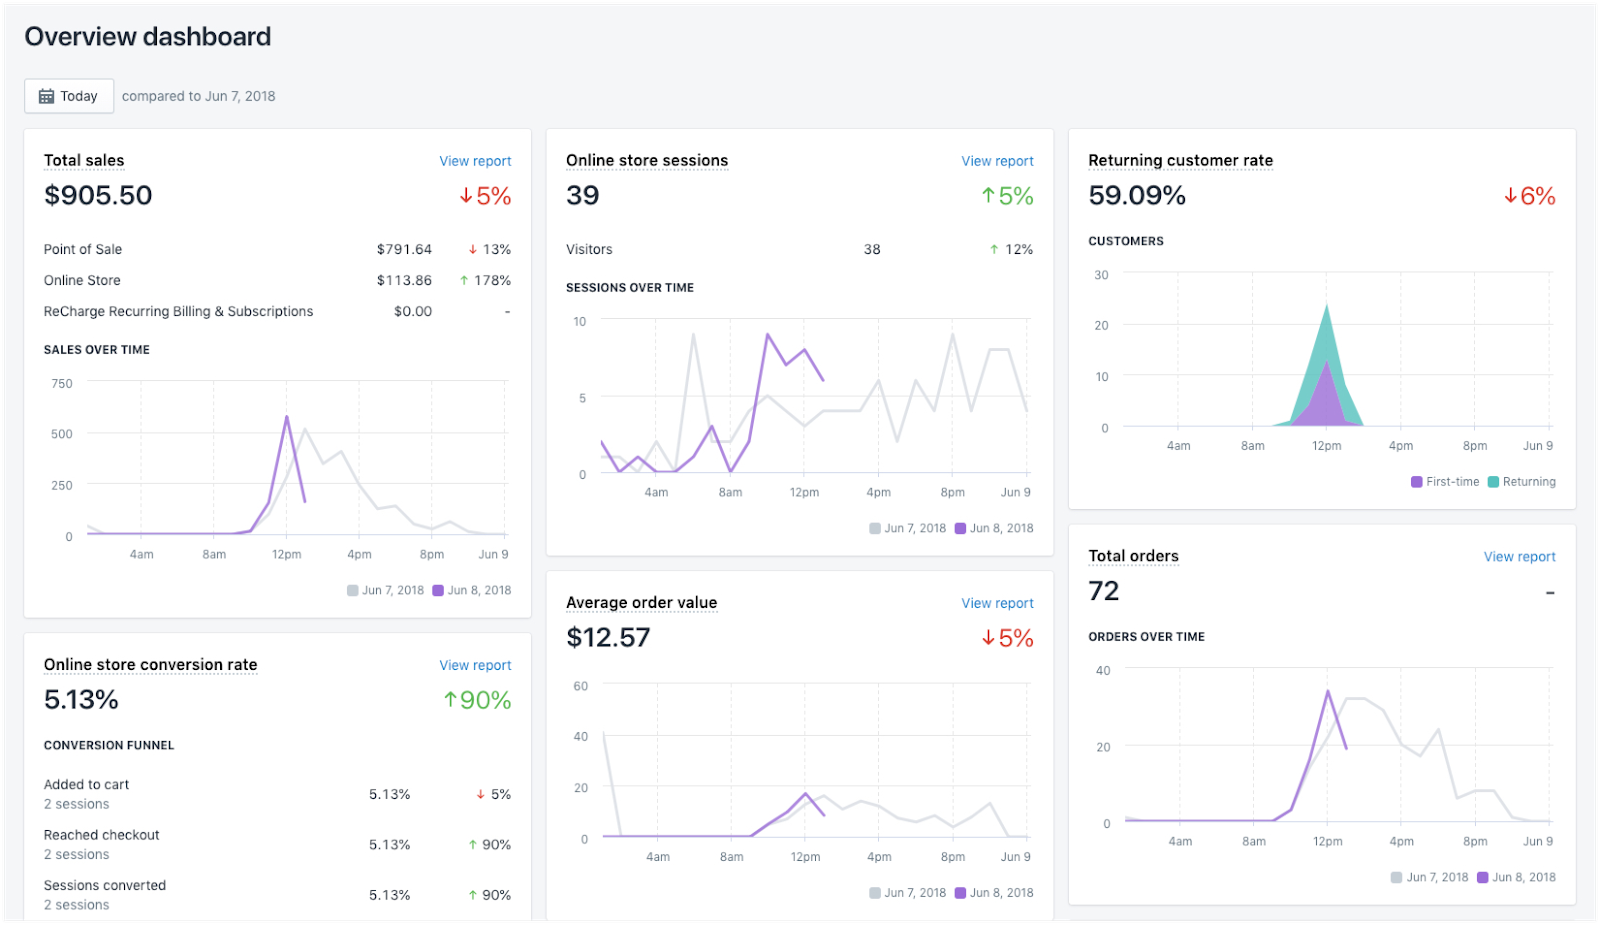 Overview dashboard
Today compared to Jun 7, 2018
Total sales View report
$905.50 ↓5%
Point of Sale $791.64 ↓ 13%
Online Store $113.86 ↑ 178%
ReCharge Recurring Billing & Subscriptions $0.00 -
SALES OVER TIME
750
500
250
0
4am 8am 12pm 4pm 8pm Jun 9
Jun 7, 2018 Jun 8, 2018
Online store conversion rate View report
5.13% ↑90%
CONVERSION FUNNEL
Added to cart 5.13% ↓ 5%
2 sessions
Reached checkout 5.13% ↑ 90%
2 sessions
Sessions converted 5.13% ↑ 90%
2 sessions
Online store sessions View report
39 ↑5%
Visitors 38 ↑ 12%
SESSIONS OVER TIME
10
5
0
4am 8am 12pm 4pm 8pm Jun 9
Jun 7, 2018 Jun 8, 2018
Average order value View report
$12.57 ↓5%
60
40
20
0
4am 8am 12pm 4pm 8pm Jun 9
Jun 7, 2018 Jun 8, 2018
Returning customer rate
59.09% ↓6%
CUSTOMERS
30
20
10
0
4am 8am 12pm 4pm 8pm Jun 9
First-time Returning
Total orders View report
72 -
ORDERS OVER TIME
40
20
0
4am 8am 12pm 4pm 8pm Jun 9
Jun 7, 2018 Jun 8, 2018